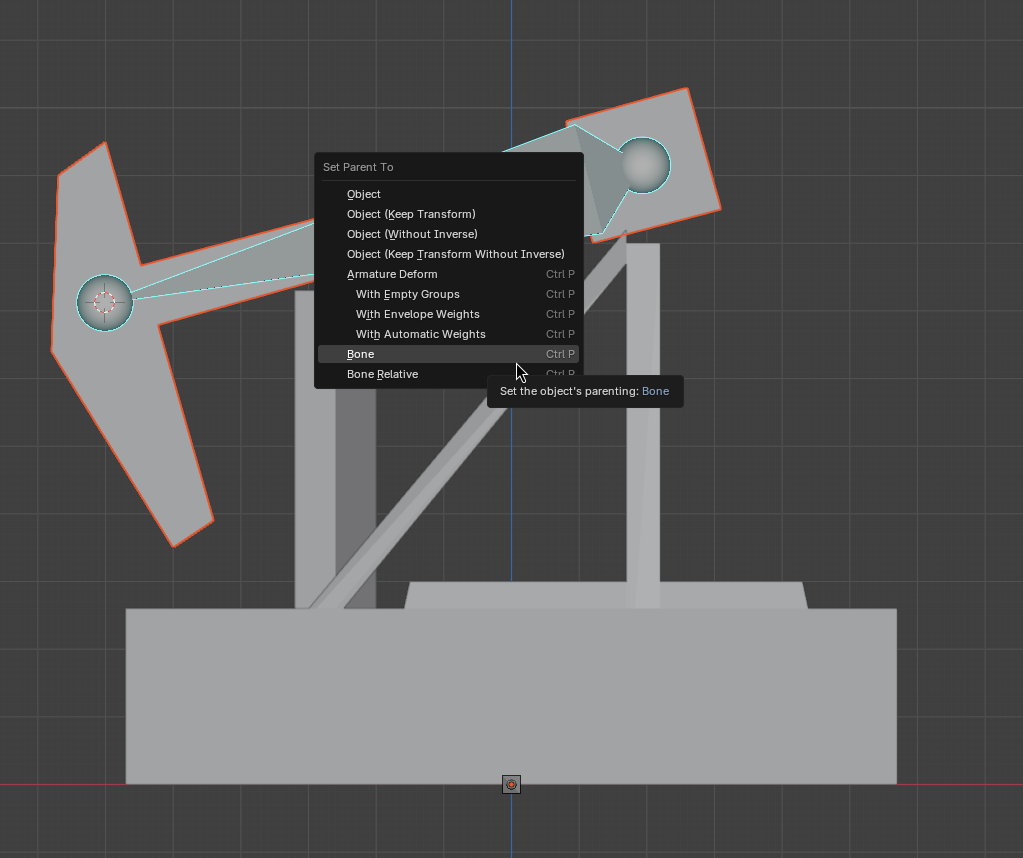 Set Parent To
Object
Object (Keep Transform)
Object (Without Inverse)
Object (Keep Transform Without Inverse)
Armature Deform Ctrl P
With Empty Groups Ctrl P
With Envelope Weights Ctrl P
With Automatic Weights Ctrl P
Bone Ctrl P
Bone Relative Ctrl P
Set the object's parenting: Bone